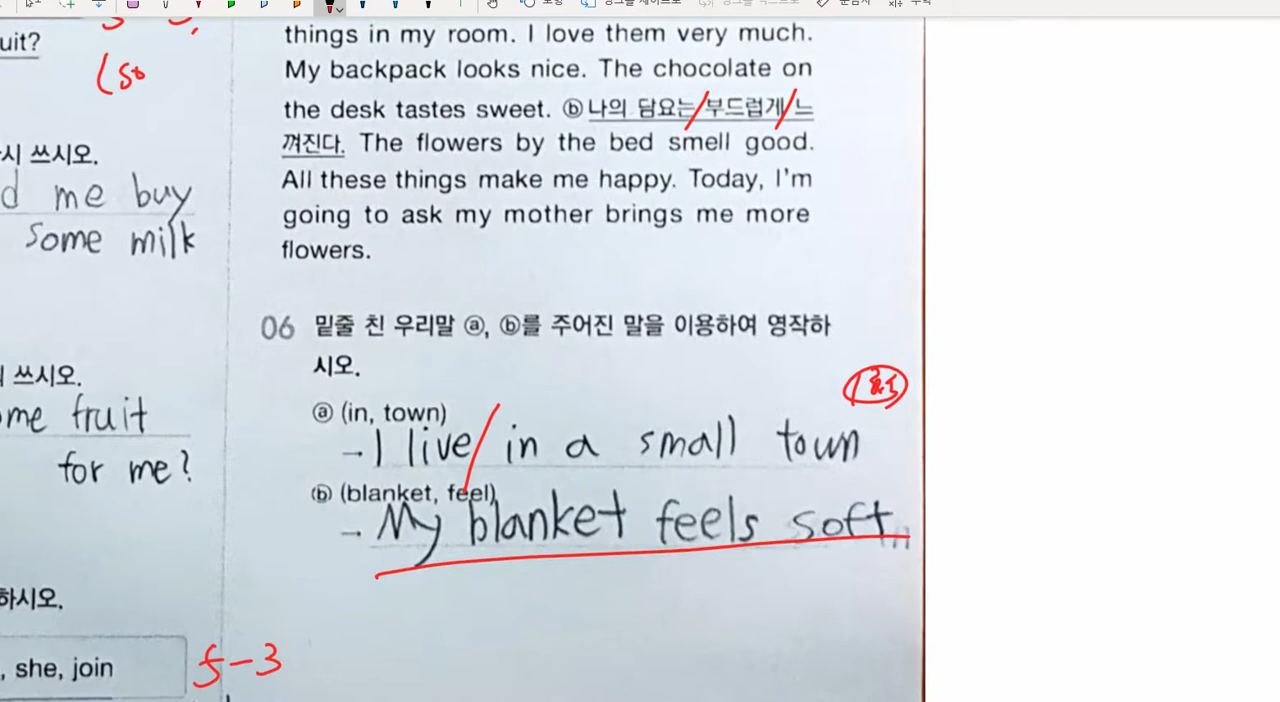 uit?
things in my room. I love them very much.
My backpack looks nice. The chocolate on
the desk tastes sweet. ⓑ나의 담요는/부드럽게/느
껴진다. The flowers by the bed smell good.
All these things make me happy. Today, I'm
going to ask my mother brings me more
flowers.
시 쓰시오.
d me buy
some milk
쓰시오.
me fruit
for me?
하시오.
, she, join
5-3
06 밑줄 친 우리말 ⓐ, ⓑ를 주어진 말을 이용하여 영작하
시오.
ⓐ (in, town)
→ I live / in a small town
ⓑ (blanket, feel)
→ My blanket feels soft.